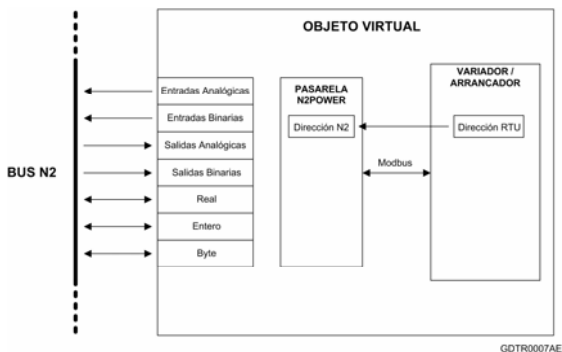 OBJETO VIRTUAL
BUS N2
Entradas Analógicas
Entradas Binarias
Salidas Analógicas
Salidas Binarias
Real
Entero
Byte
PASARELA
N2POWER
Dirección N2
Modbus
VARIADOR /
ARRANCADOR
Dirección RTU
GDTR0007AE